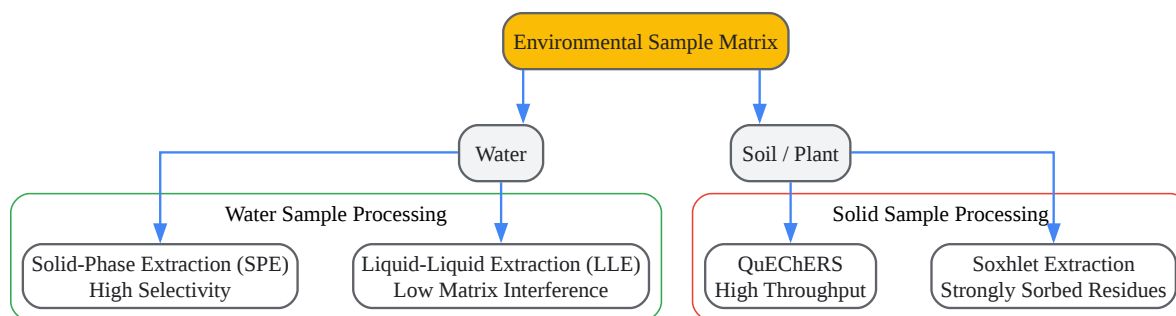 Environmental Sample Matrix
Water
Soil / Plant
Water Sample Processing
Solid-Phase Extraction (SPE)
High Selectivity
Liquid-Liquid Extraction (LLE)
Low Matrix Interference
Solid Sample Processing
QuEChERS
High Throughput
Soxhlet Extraction
Strongly Sorbed Residues